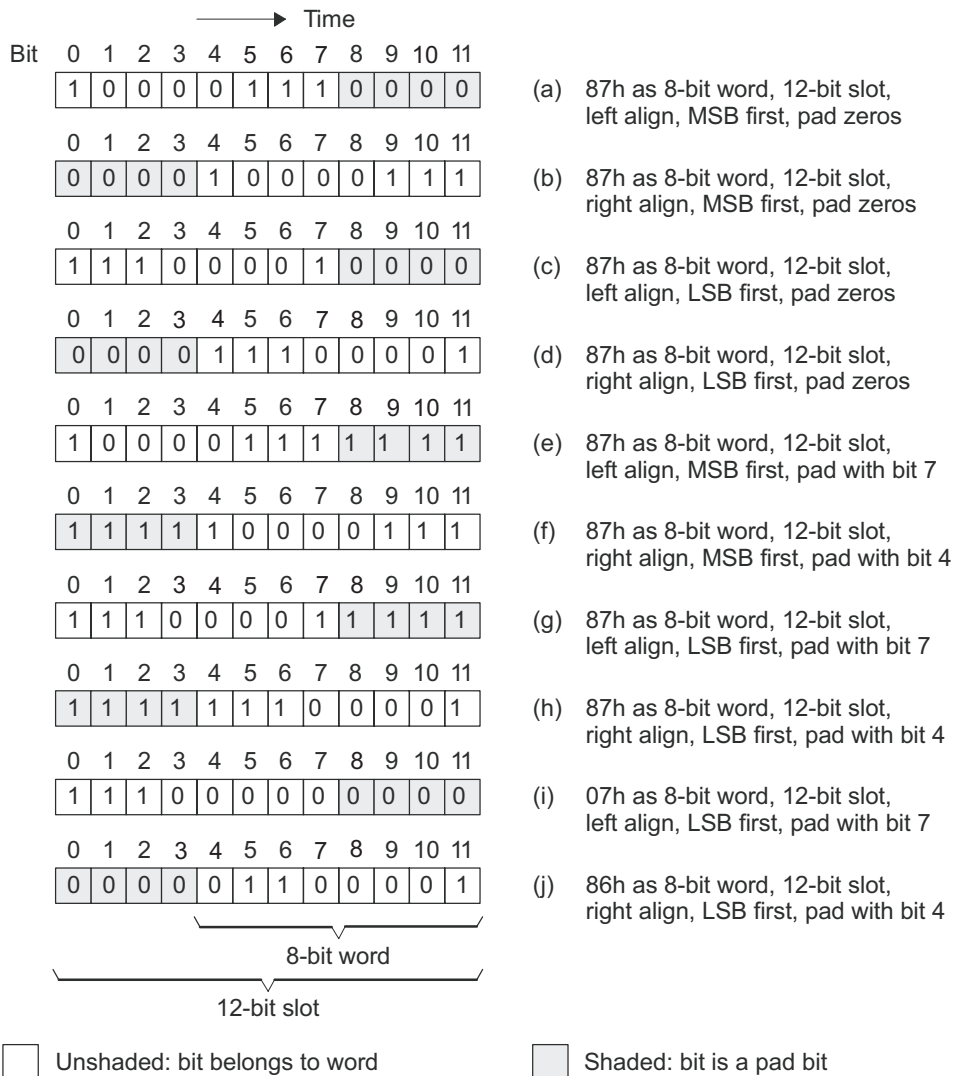 Time
Bit 0 1 2 3 4 5 6 7 8 9 10 11
1 0 0 0 0 1 1 1 0 0 0 0
(a) 87h as 8-bit word, 12-bit slot,
left align, MSB first, pad zeros
0 1 2 3 4 5 6 7 8 9 10 11
0 0 0 0 1 0 0 0 0 1 1 1
(b) 87h as 8-bit word, 12-bit slot,
right align, MSB first, pad zeros
0 1 2 3 4 5 6 7 8 9 10 11
1 1 1 0 0 0 0 1 0 0 0 0
(c) 87h as 8-bit word, 12-bit slot,
left align, LSB first, pad zeros
0 1 2 3 4 5 6 7 8 9 10 11
0 0 0 0 1 1 1 0 0 0 0 1
(d) 87h as 8-bit word, 12-bit slot,
right align, LSB first, pad zeros
0 1 2 3 4 5 6 7 8 9 10 11
1 0 0 0 0 1 1 1 1 1 1 1
(e) 87h as 8-bit word, 12-bit slot,
left align, MSB first, pad with bit 7
0 1 2 3 4 5 6 7 8 9 10 11
1 1 1 1 1 0 0 0 0 1 1 1
(f) 87h as 8-bit word, 12-bit slot,
right align, MSB first, pad with bit 4
0 1 2 3 4 5 6 7 8 9 10 11
1 1 1 0 0 0 0 1 1 1 1 1
(g) 87h as 8-bit word, 12-bit slot,
left align, LSB first, pad with bit 7
0 1 2 3 4 5 6 7 8 9 10 11
1 1 1 1 1 1 1 0 0 0 0 1
(h) 87h as 8-bit word, 12-bit slot,
right align, LSB first, pad with bit 4
0 1 2 3 4 5 6 7 8 9 10 11
1 1 1 0 0 0 0 0 0 0 0 0
(i) 07h as 8-bit word, 12-bit slot,
left align, LSB first, pad with bit 7
0 1 2 3 4 5 6 7 8 9 10 11
0 0 0 0 0 1 1 0 0 0 0 1
(j) 86h as 8-bit word, 12-bit slot,
right align, LSB first, pad with bit 4
8-bit word
12-bit slot
Unshaded: bit belongs to word
Shaded: bit is a pad bit